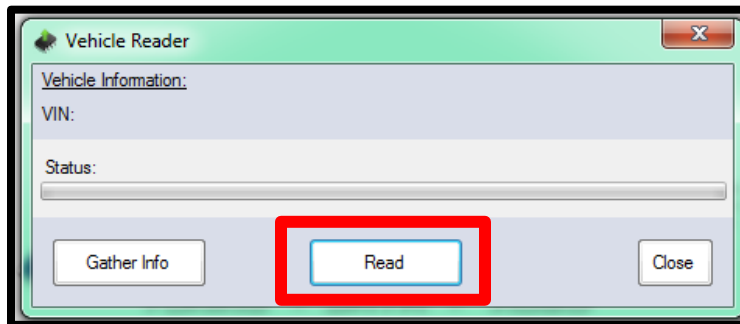 Vehicle Reader
X
Vehicle Information:
VIN:
Status:
Gather Info Read Close